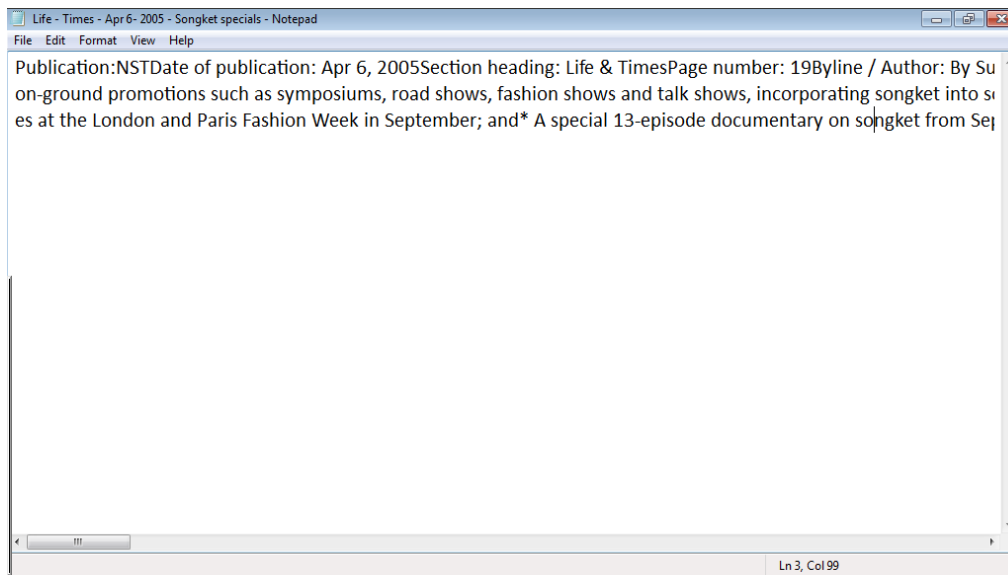 Life - Times - Apr 6- 2005 - Songket specials - Notepad
File Edit Format View Help
Publication:NSTDate of publication: Apr 6, 2005Section heading: Life & TimesPage number: 19Byline / Author: By Su
on-ground promotions such as symposiums, road shows, fashion shows and talk shows, incorporating songket into
es at the London and Paris Fashion Week in September; and* A special 13-episode documentary on songket from
Ln 3, Col 99